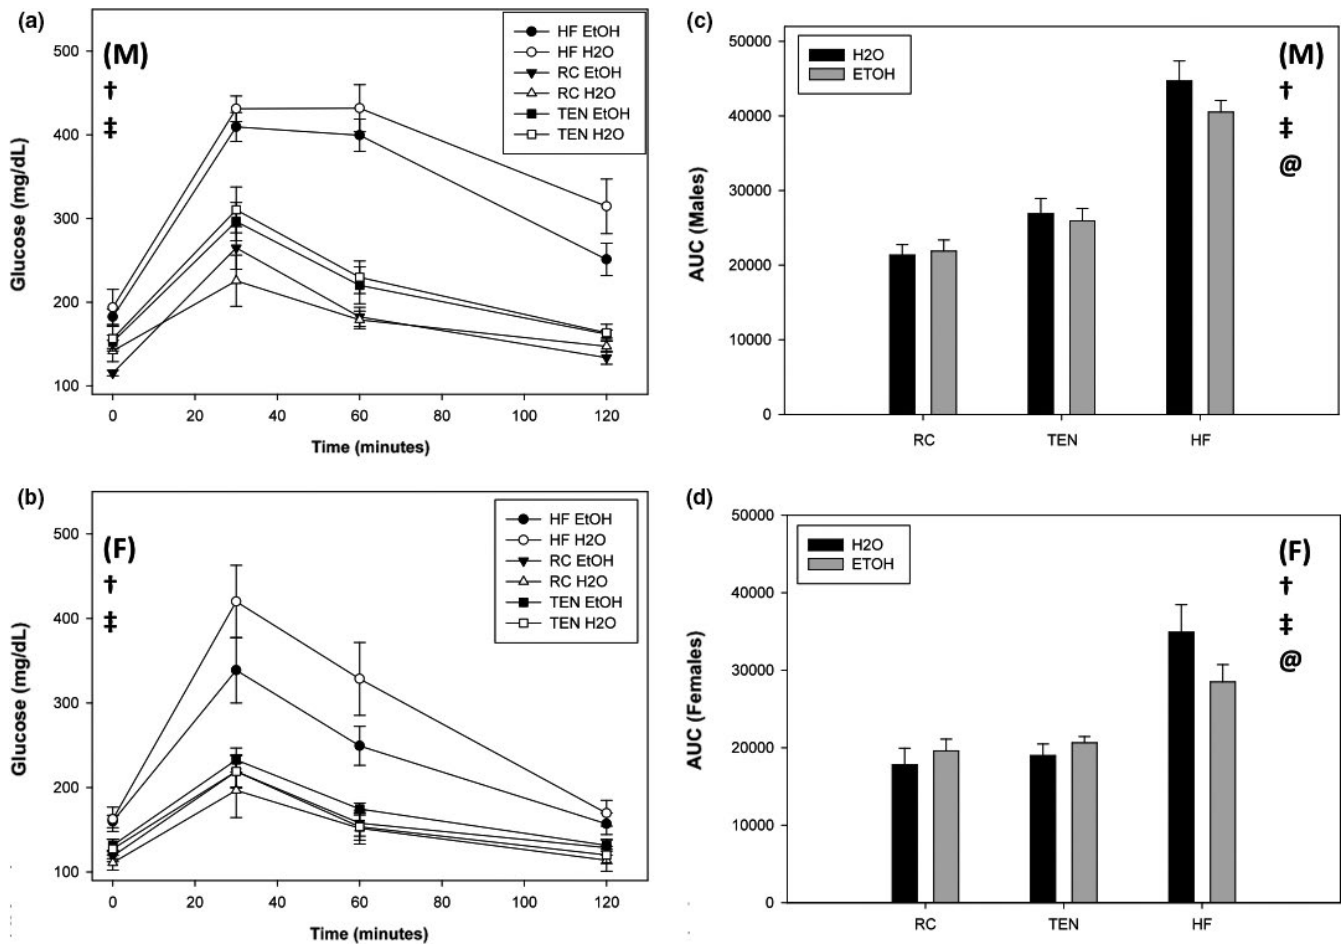 (a)
(M)
†
‡
HF EtOH
HF H2O
RC EtOH
RC H2O
TEN EtOH
TEN H2O
Glucose (mg/dL)
500
400
300
200
100
0 20 40 60 80 100 120
Time (minutes)
(c)
H2O
ETOH
(M)
†
‡
@
AUC (Males)
50000
40000
30000
20000
10000
0
RC TEN HF
(b)
(F)
†
‡
HF EtOH
HF H2O
RC EtOH
RC H2O
TEN EtOH
TEN H2O
Glucose (mg/dL)
500
400
300
200
100
0 20 40 60 80 100 120
Time (minutes)
(d)
H2O
ETOH
(F)
†
‡
@
AUC (Females)
50000
40000
30000
20000
10000
0
RC TEN HF